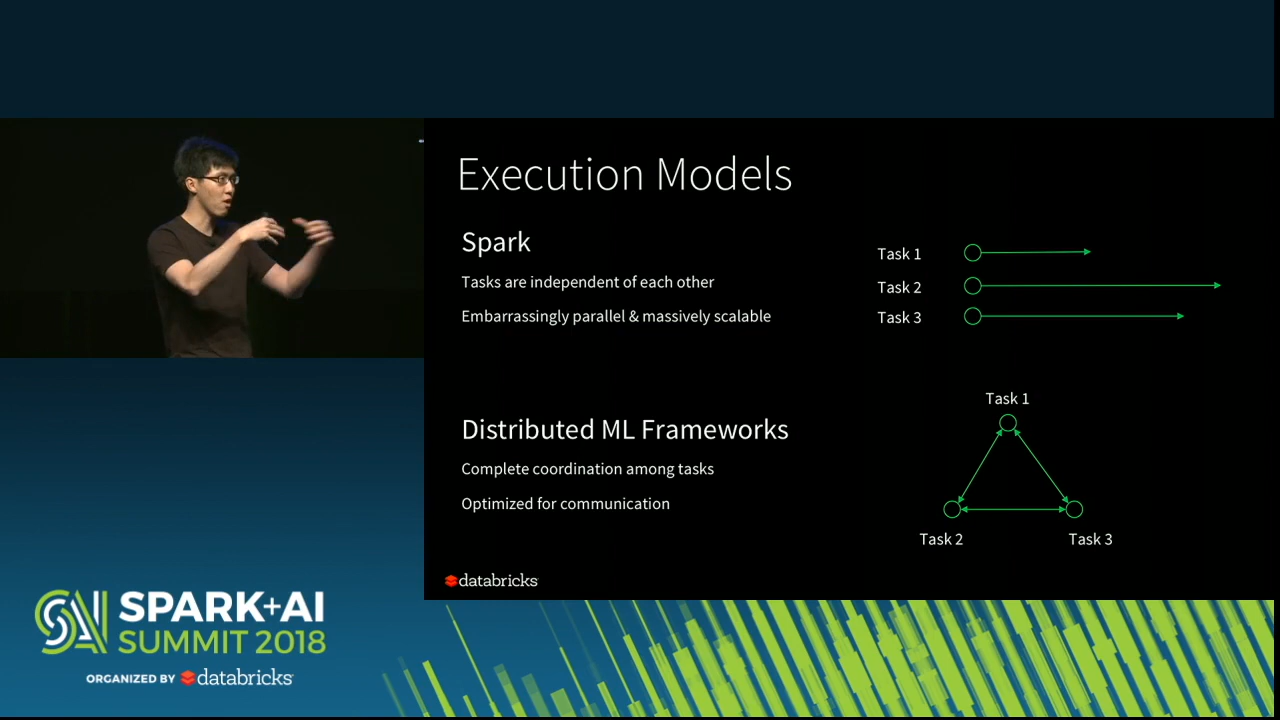 Execution Models
Spark
Tasks are independent of each other
Embarrassingly parallel & massively scalable
Task 1
Task 2
Task 3
Distributed ML Frameworks
Complete coordination among tasks
Optimized for communication
Task 1
Task 2
Task 3
databricks
SPARK+AI
SUMMIT 2018
ORGANIZED BY databricks